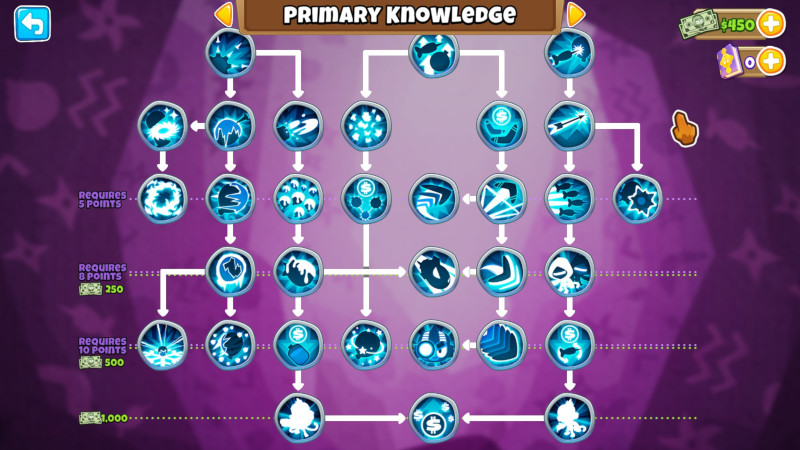 Primary Knowledge
$450
0
Requires
5 points
Requires
8 points
250
Requires
10 points
500
1,000